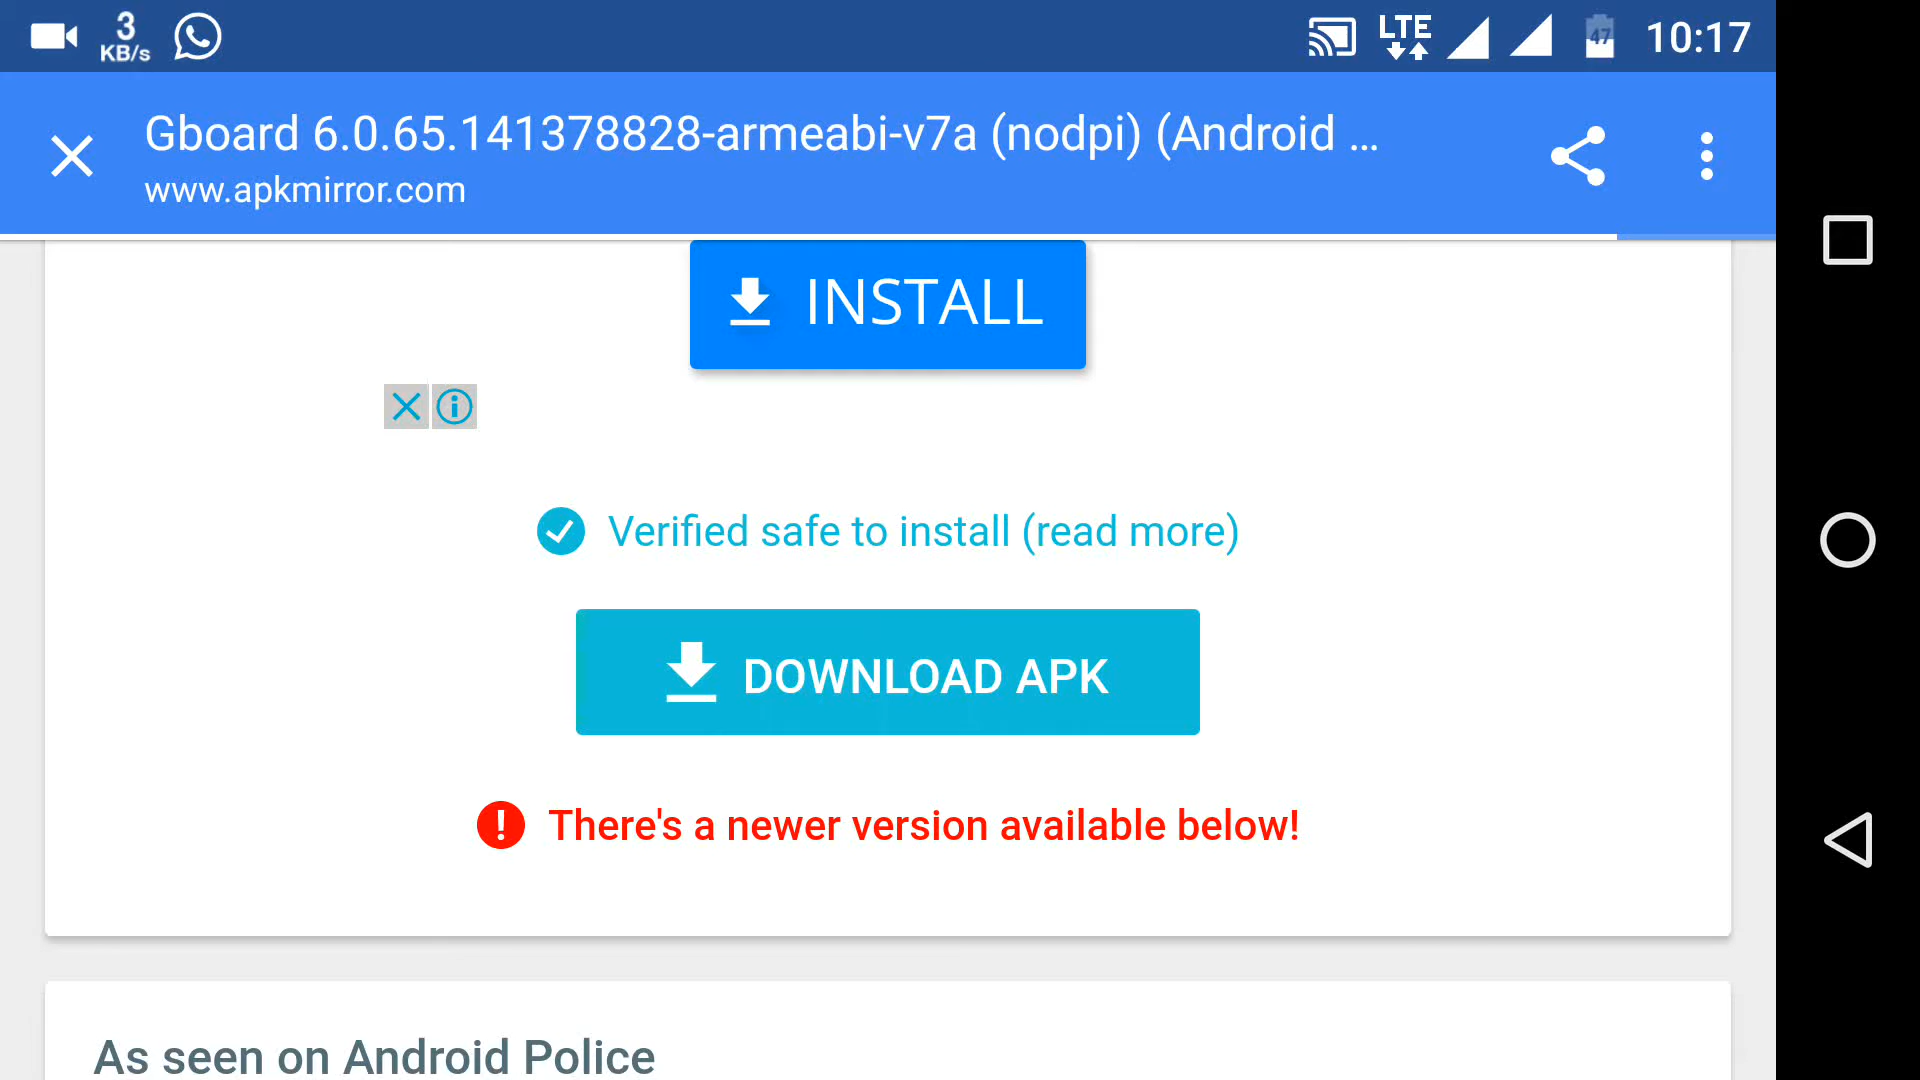 3
KB/s
LTE
47
10:17
Gboard 6.0.65.141378828-armeabi-v7a (nodpi) (Android ...
www.apkmirror.com
INSTALL
Verified safe to install (read more)
DOWNLOAD APK
There's a newer version available below!
As seen on Android Police